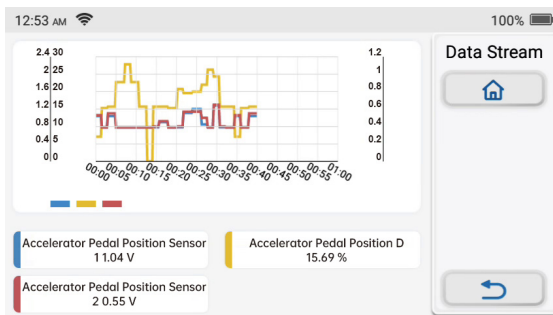 12:53 AM
100%
Data Stream
2.4 30
2 25
1.6 20
1.2 15
0.8 10
0.4 5
0 0
1.2
1
0.8
0.6
0.4
0.2
0
00:00 00:05 00:10 00:15 00:20 00:25 00:30 00:35 00:40 00:45 00:50 00:55 01:00
Accelerator Pedal Position Sensor
1 1.04 V
Accelerator Pedal Position D
15.69 %
Accelerator Pedal Position Sensor
2 0.55 V